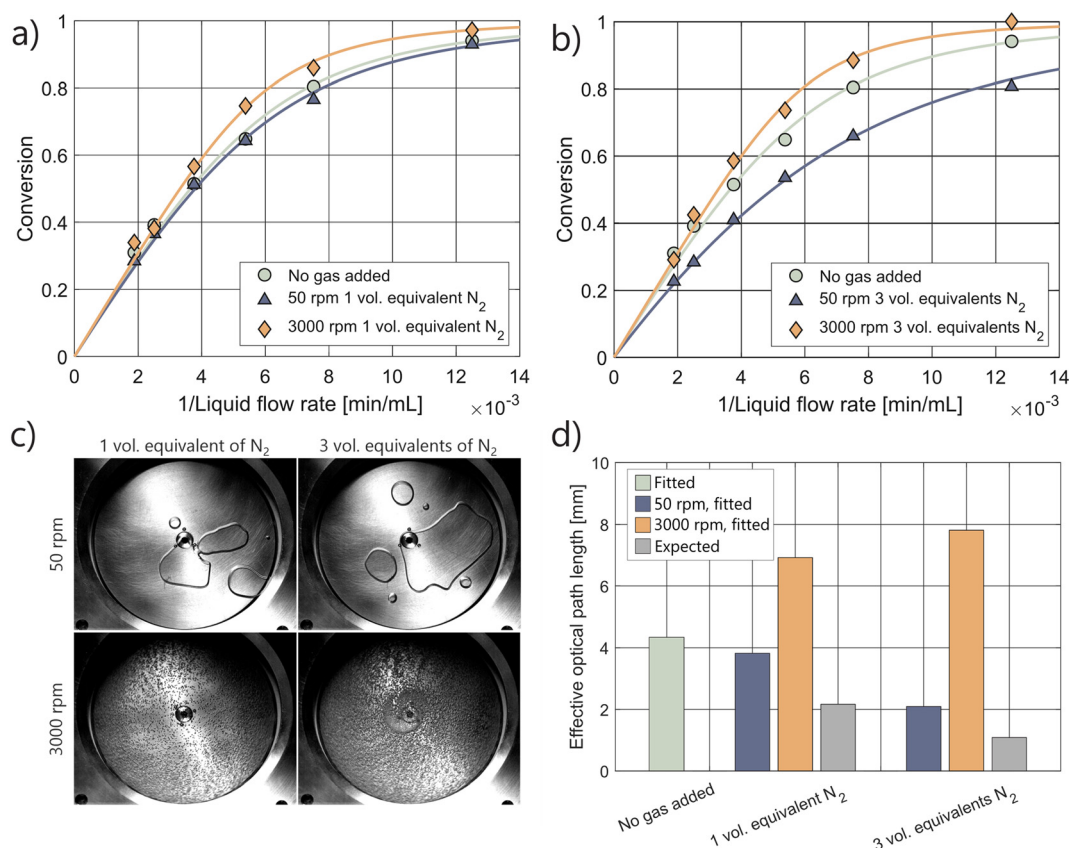 a)
1
0.8
0.6
0.4
0.2
0
Conversion
No gas added
50 rpm 1 vol. equivalent N2
3000 rpm 1 vol. equivalent N2
0 2 4 6 8 10 12 14
1/Liquid flow rate [min/mL] ×10-3
b)
1
0.8
0.6
0.4
0.2
0
Conversion
No gas added
50 rpm 3 vol. equivalents N2
3000 rpm 3 vol. equivalents N2
0 2 4 6 8 10 12 14
1/Liquid flow rate [min/mL] ×10-3
c)
1 vol. equivalent of N2 3 vol. equivalents of N2
50 rpm
3000 rpm
d)
10
8
6
4
2
0
Effective optical path length [mm]
Fitted
50 rpm, fitted
3000 rpm, fitted
Expected
No gas added
1 vol. equivalent N2
3 vol. equivalents N2